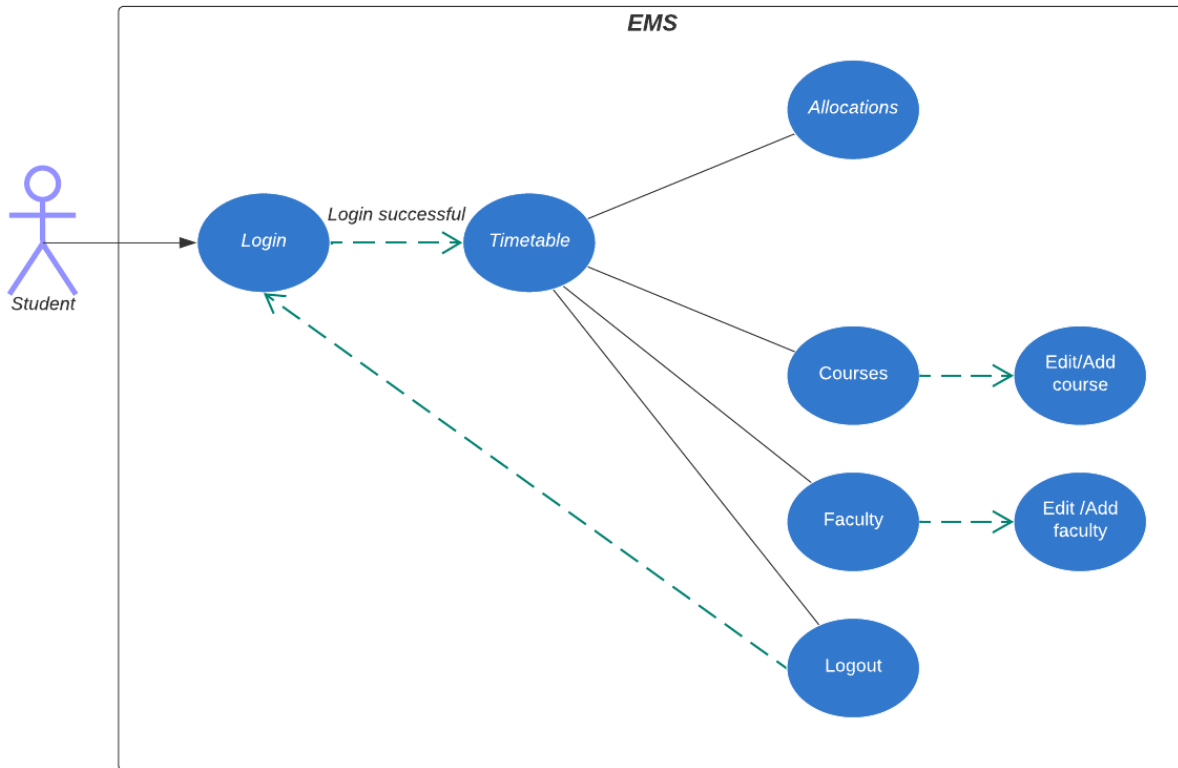 EMS
Allocations
Login successful
Login
Timetable
Student
Courses
Edit/Add
course
Faculty
Edit /Add
faculty
Logout